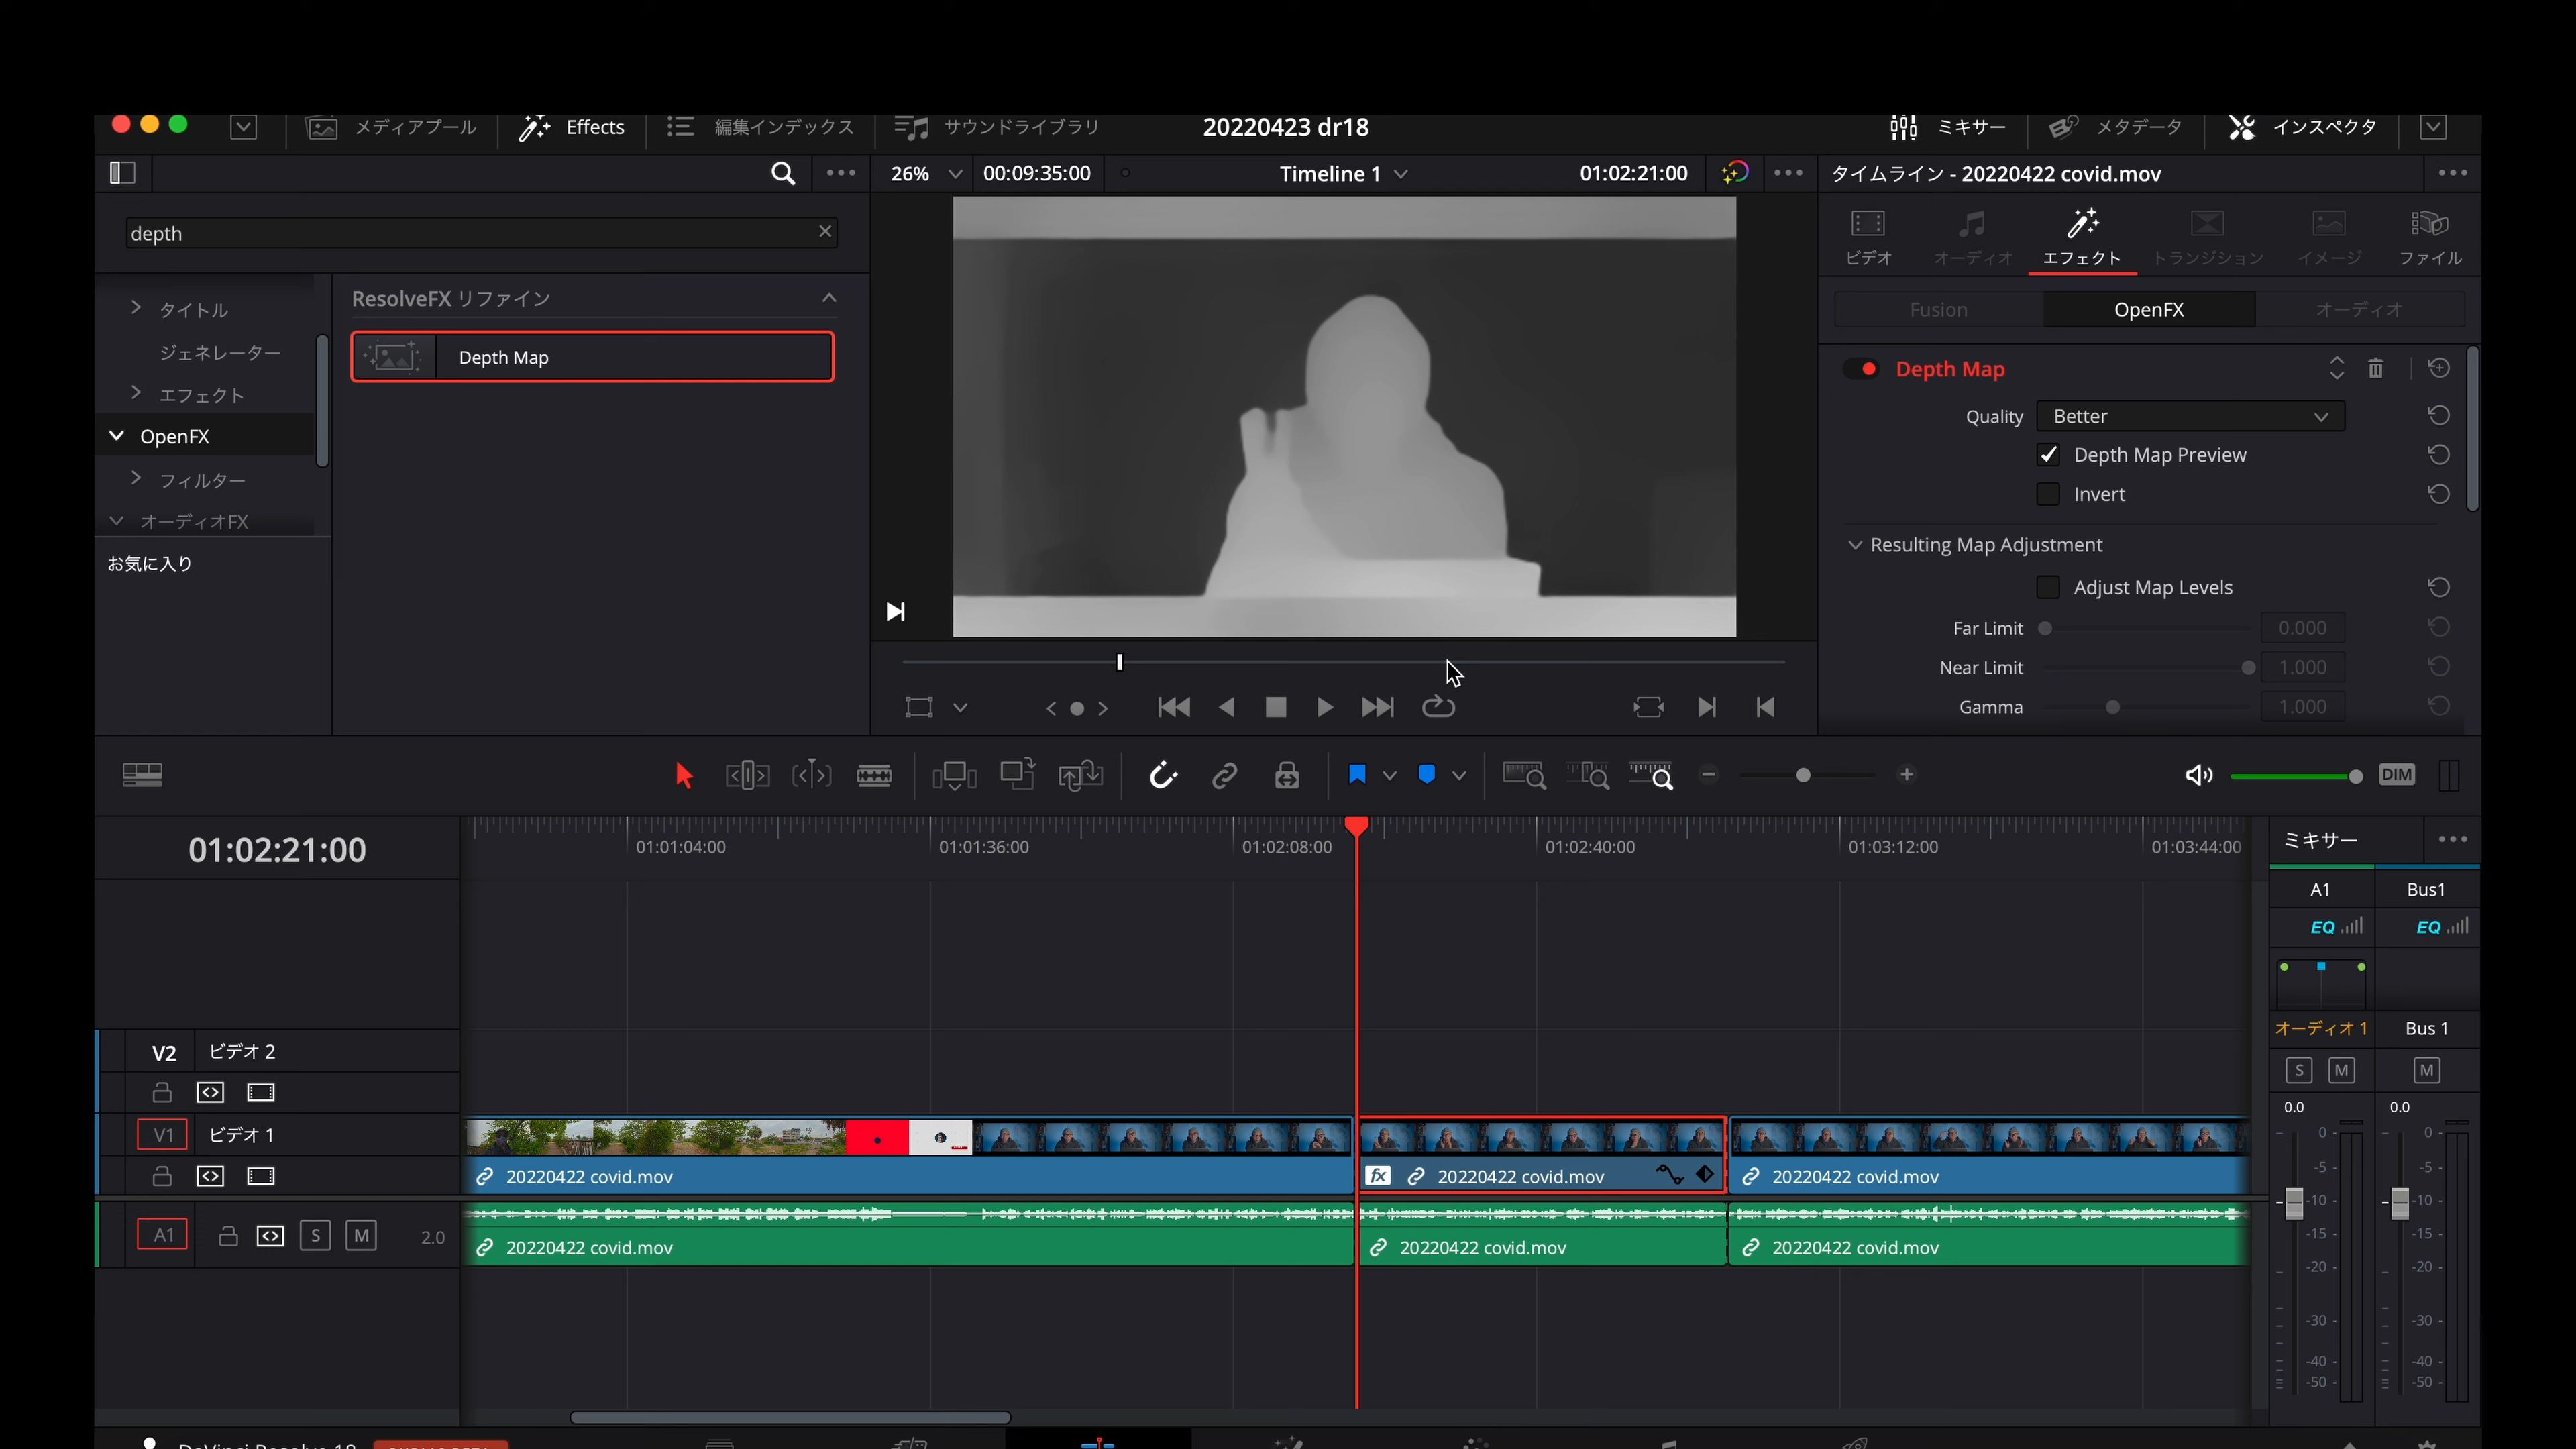 メディアプール Effects 編集インデックス サウンドライブラリ 20220423 dr18 ミキサー メタデータ インスペクタ
26% 00:09:35:00 Timeline 1 01:02:21:00 タイムライン - 20220422 covid.mov
depth
ビデオ オーディオ エフェクト トランジション イメージ ファイル
タイトル
ジェネレーター
エフェクト
OpenFX
フィルター
オーディオFX
お気に入り
ResolveFX リファイン
Depth Map
Fusion OpenFX オーディオ
Depth Map
Quality Better
Depth Map Preview
Invert
Resulting Map Adjustment
Adjust Map Levels
Far Limit 0.000
Near Limit 1.000
Gamma 1.000
DIM
01:02:21:00
01:01:04:00 01:01:36:00 01:02:08:00 01:02:40:00 01:03:12:00 01:03:44:00
ミキサー
A1 Bus1
EQ EQ
オーディオ 1 Bus 1
S M M
0.0 0.0
0 0
-5 -5
-10 -10
-15 -15
-20 -20
-30 -30
-40 -40
-50 -50
V2 ビデオ 2
V1 ビデオ 1
20220422 covid.mov fx 20220422 covid.mov 20220422 covid.mov
A1 S M 2.0
20220422 covid.mov 20220422 covid.mov 20220422 covid.mov
DaVinci Resolve 18